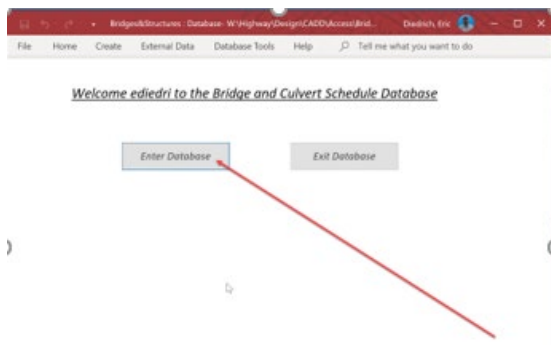 Bridges&Structures : Database- W:\Highway\Design\CADD\Access\Brid... Diedrich, Eric
File Home Create External Data Database Tools Help Tell me what you want to do
Welcome ediedri to the Bridge and Culvert Schedule Database
Enter Database Exit Database